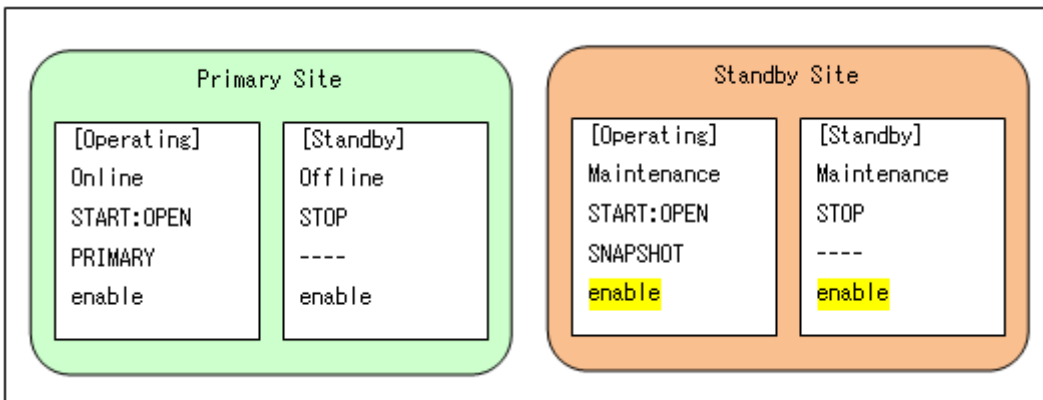 Primary Site
[Operating]
Online
START:OPEN
PRIMARY
enable
[Standby]
Offline
STOP
----
enable
Standby Site
[Operating]
Maintenance
START:OPEN
SNAPSHOT
enable
[Standby]
Maintenance
STOP
----
enable